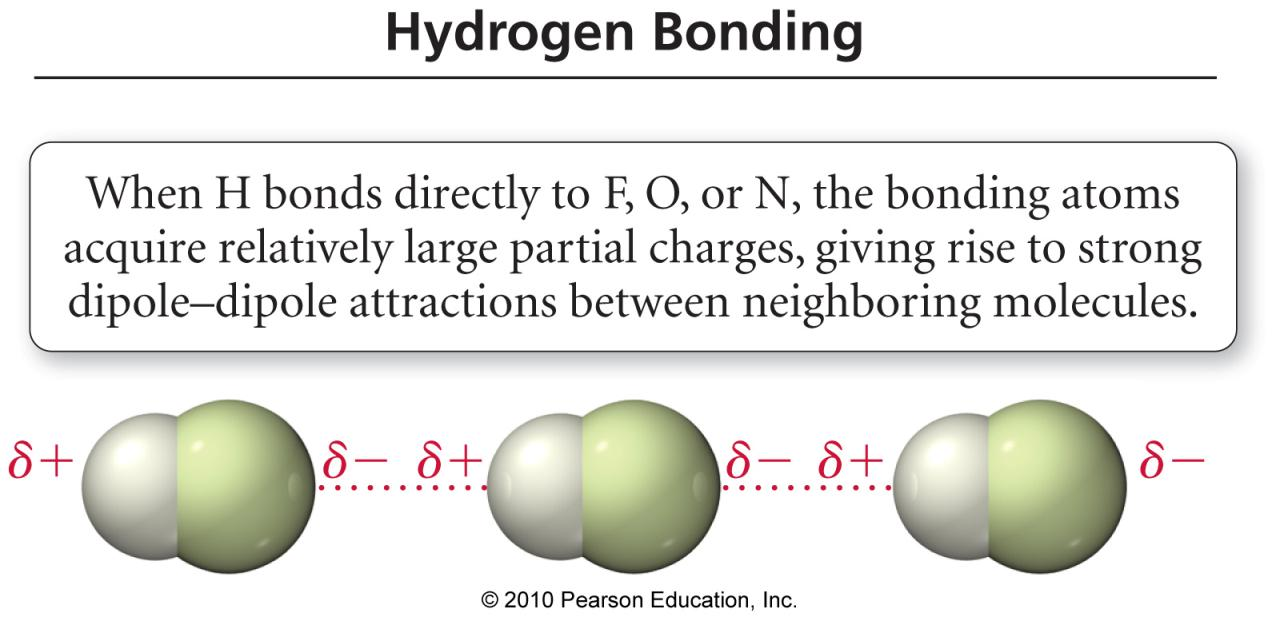 Hydrogen Bonding
When H bonds directly to F, O, or N, the bonding atoms
acquire relatively large partial charges, giving rise to strong
dipole–dipole attractions between neighboring molecules.
δ+ δ− δ+ δ− δ+ δ−
© 2010 Pearson Education, Inc.